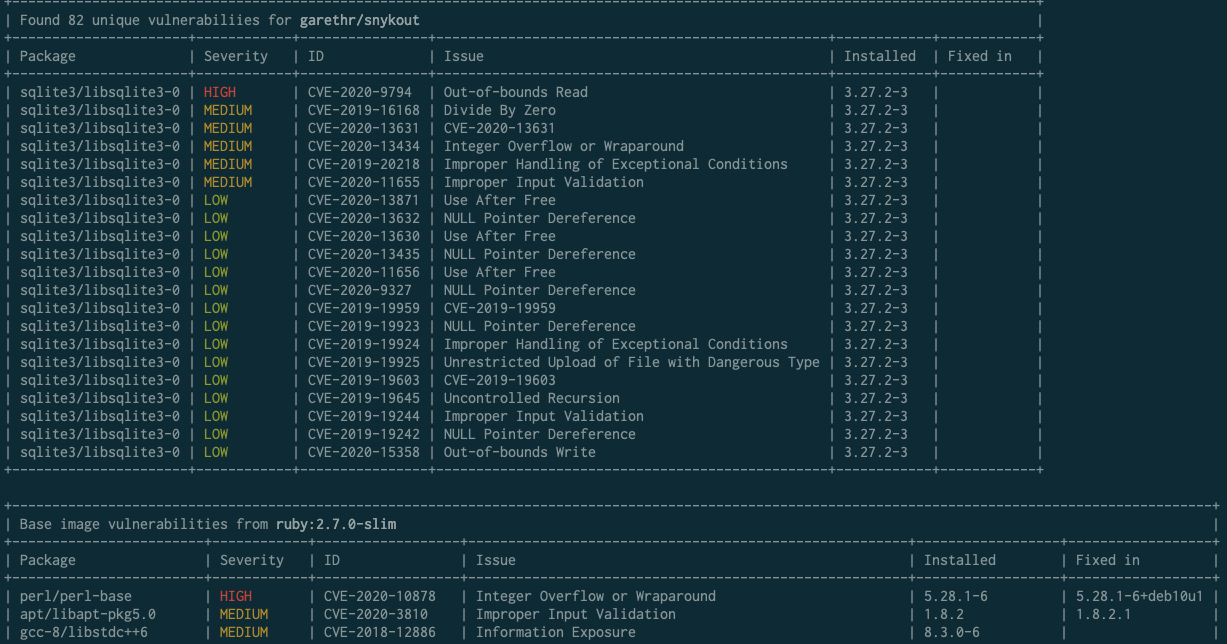 Found 82 unique vulnerabiliies for garethr/snykout
| Package | Severity | ID | Issue | Installed | Fixed in |
| sqlite3/libsqlite3-0 | HIGH | CVE-2020-9794 | Out-of-bounds Read | 3.27.2-3 | |
| sqlite3/libsqlite3-0 | MEDIUM | CVE-2019-16168 | Divide By Zero | 3.27.2-3 | |
| sqlite3/libsqlite3-0 | MEDIUM | CVE-2020-13631 | CVE-2020-13631 | 3.27.2-3 | |
| sqlite3/libsqlite3-0 | MEDIUM | CVE-2020-13434 | Integer Overflow or Wraparound | 3.27.2-3 | |
| sqlite3/libsqlite3-0 | MEDIUM | CVE-2019-20218 | Improper Handling of Exceptional Conditions | 3.27.2-3 | |
| sqlite3/libsqlite3-0 | MEDIUM | CVE-2020-11655 | Improper Input Validation | 3.27.2-3 | |
| sqlite3/libsqlite3-0 | LOW | CVE-2020-13871 | Use After Free | 3.27.2-3 | |
| sqlite3/libsqlite3-0 | LOW | CVE-2020-13632 | NULL Pointer Dereference | 3.27.2-3 | |
| sqlite3/libsqlite3-0 | LOW | CVE-2020-13630 | Use After Free | 3.27.2-3 | |
| sqlite3/libsqlite3-0 | LOW | CVE-2020-13435 | NULL Pointer Dereference | 3.27.2-3 | |
| sqlite3/libsqlite3-0 | LOW | CVE-2020-11656 | Use After Free | 3.27.2-3 | |
| sqlite3/libsqlite3-0 | LOW | CVE-2020-9327 | NULL Pointer Dereference | 3.27.2-3 | |
| sqlite3/libsqlite3-0 | LOW | CVE-2019-19959 | CVE-2019-19959 | 3.27.2-3 | |
| sqlite3/libsqlite3-0 | LOW | CVE-2019-19923 | NULL Pointer Dereference | 3.27.2-3 | |
| sqlite3/libsqlite3-0 | LOW | CVE-2019-19924 | Improper Handling of Exceptional Conditions | 3.27.2-3 | |
| sqlite3/libsqlite3-0 | LOW | CVE-2019-19925 | Unrestricted Upload of File with Dangerous Type | 3.27.2-3 | |
| sqlite3/libsqlite3-0 | LOW | CVE-2019-19603 | CVE-2019-19603 | 3.27.2-3 | |
| sqlite3/libsqlite3-0 | LOW | CVE-2019-19645 | Uncontrolled Recursion | 3.27.2-3 | |
| sqlite3/libsqlite3-0 | LOW | CVE-2019-19244 | Improper Input Validation | 3.27.2-3 | |
| sqlite3/libsqlite3-0 | LOW | CVE-2019-19242 | NULL Pointer Dereference | 3.27.2-3 | |
| sqlite3/libsqlite3-0 | LOW | CVE-2020-15358 | Out-of-bounds Write | 3.27.2-3 | |
Base image vulnerabilities from ruby:2.7.0-slim
| Package | Severity | ID | Issue | Installed | Fixed in |
| perl/perl-base | HIGH | CVE-2020-10878 | Integer Overflow or Wraparound | 5.28.1-6 | 5.28.1-6+deb10u1 |
| apt/libapt-pkg5.0 | MEDIUM | CVE-2020-3810 | Improper Input Validation | 1.8.2 | 1.8.2.1 |
| gcc-8/libstdc++6 | MEDIUM | CVE-2018-12886 | Information Exposure | 8.3.0-6 | |